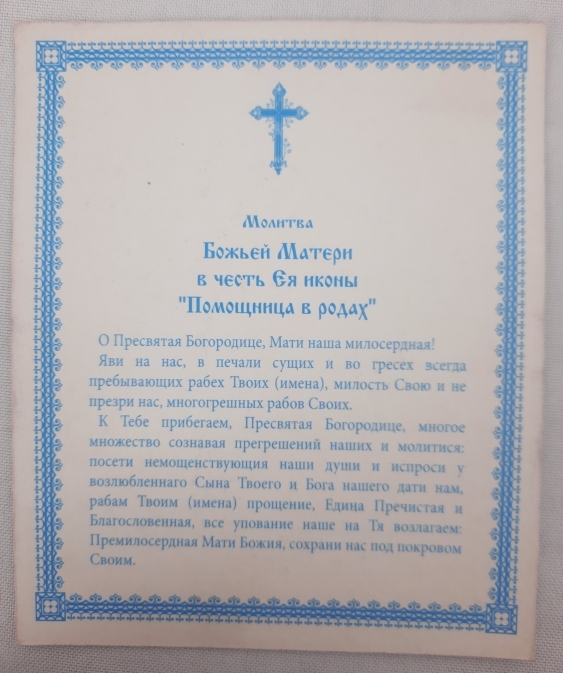 Молитва
Божьей Матери
в честь Ея иконы
"Помощница в родах"
О Пресвятая Богородице, Мати наша милосердная!
Яви на нас, в печали сущих и во гресех всегда
пребывающих рабех Твоих (имена), милость Свою и не
презри нас, многогрешных рабов Своих.
К Тебе прибегаем, Пресвятая Богородице, многое
множество сознавая прегрешений наших и молитися:
посети немощенствующия наши души и испроси у
возлюбленнаго Сына Твоего и Бога нашего дати нам,
рабам Твоим (имена) прощение, Едина Пречистая и
Благословенная, все упование наше на Тя возлагаем:
Премилосердная Мати Божия, сохрани нас под покровом
Своим.